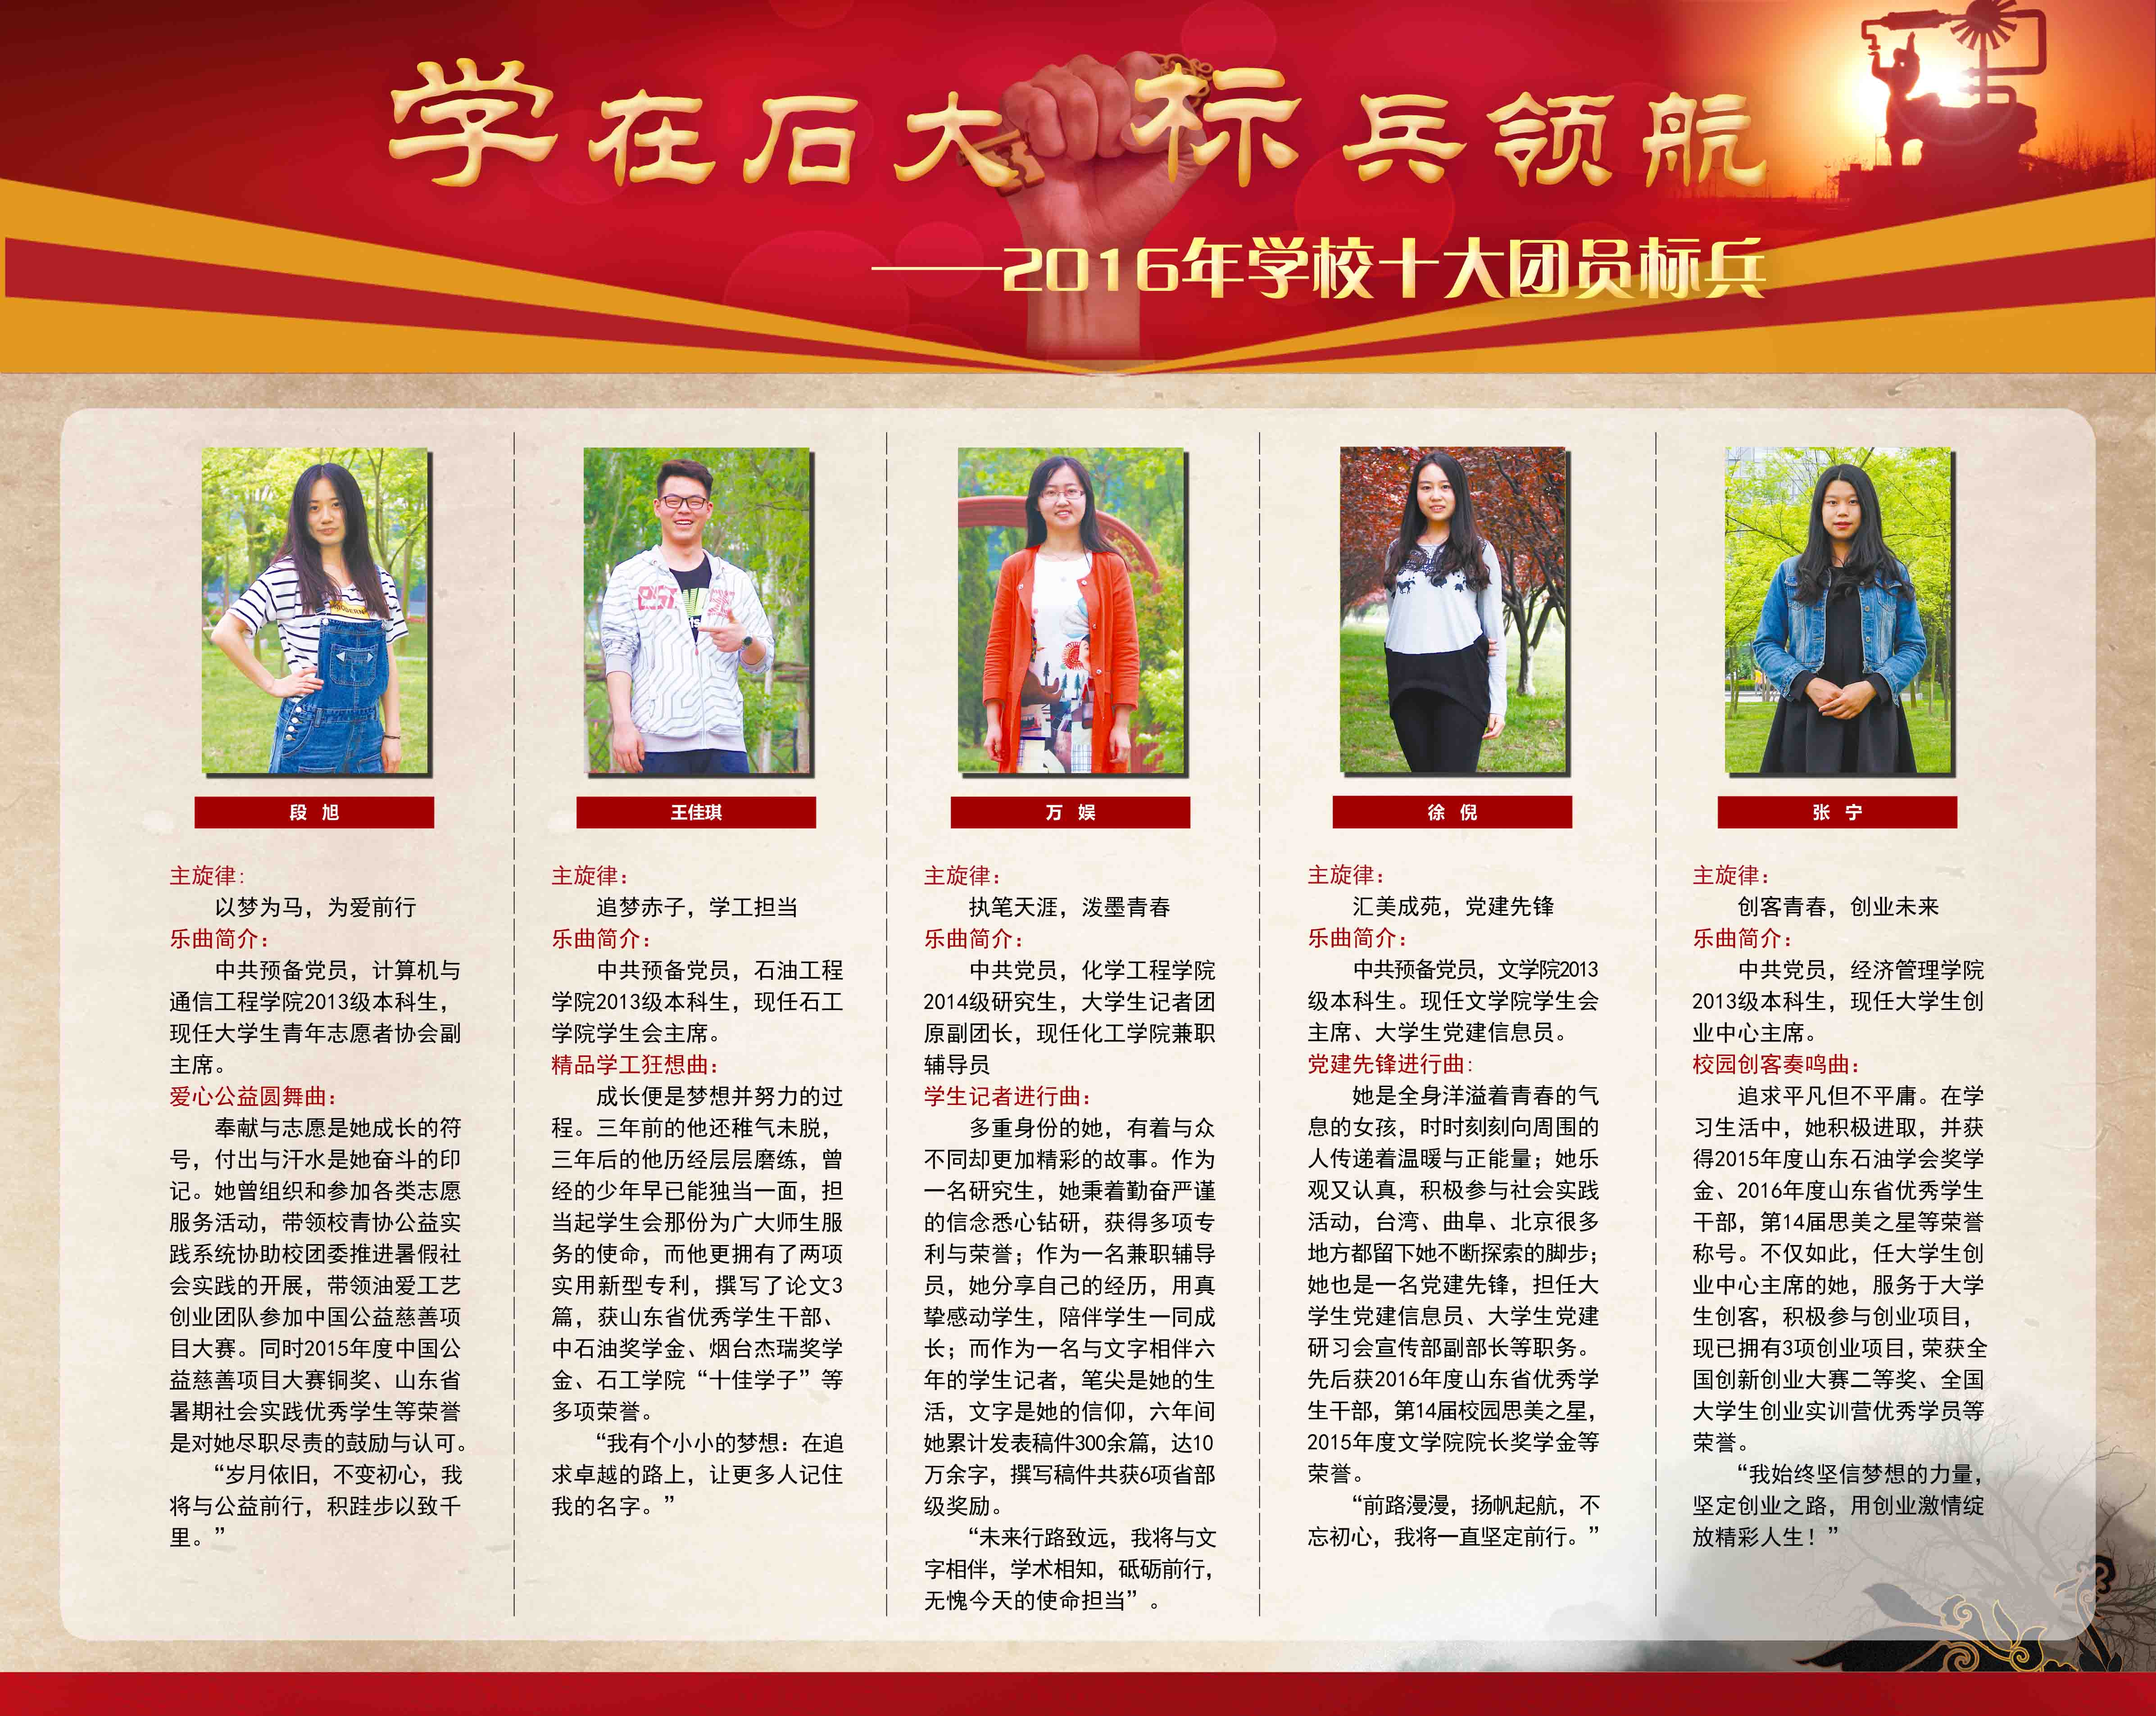 学在石大 标兵领航
——2016年学校十大团员标兵
段 旭
主旋律:
以梦为马，为爱前行
乐曲简介：
中共预备党员，计算机与
通信工程学院2013级本科生，
现任大学生青年志愿者协会副
主席。
爱心公益圆舞曲：
奉献与志愿是她成长的符
号，付出与汗水是她奋斗的印
记。她曾组织和参加各类志愿
服务活动，带领校青协公益实
践系统协助校团委推进暑假社
会实践的开展，带领油爱工艺
创业团队参加中国公益慈善项
目大赛。同时2015年度中国公
益慈善项目大赛铜奖、山东省
暑期社会实践优秀学生等荣誉
是对她尽职尽责的鼓励与认可。
“岁月依旧，不变初心，我
将与公益前行，积跬步以致千
里。”
王佳琪
主旋律：
追梦赤子，学工担当
乐曲简介：
中共预备党员，石油工程
学院2013级本科生，现任石工
学院学生会主席。
精品学工狂想曲：
成长便是梦想并努力的过
程。三年前的他还稚气未脱，
三年后的他历经层层磨练，曾
经的少年早已能独当一面，担
当起学生会那份为广大师生服
务的使命，而他更拥有了两项
实用新型专利，撰写了论文3
篇，获山东省优秀学生干部、
中石油奖学金、烟台杰瑞奖学
金、石工学院“十佳学子”等
多项荣誉。
“我有个小小的梦想：在追
求卓越的路上，让更多人记住
我的名字。”
万 娱
主旋律：
执笔天涯，泼墨青春
乐曲简介：
中共党员，化学工程学院
2014级研究生，大学生记者团
原副团长，现任化工学院兼职
辅导员
学生记者进行曲：
多重身份的她，有着与众
不同却更加精彩的故事。作为
一名研究生，她秉着勤奋严谨
的信念悉心钻研，获得多项专
利与荣誉；作为一名兼职辅导
员，她分享自己的经历，用真
挚感动学生，陪伴学生一同成
长；而作为一名与文字相伴六
年的学生记者，笔尖是她的生
活，文字是她的信仰，六年间
她累计发表稿件300余篇，达10
万余字，撰写稿件共获6项省部
级奖励。
“未来行路致远，我将与文
字相伴，学术相知，砥砺前行，
无愧今天的使命担当”。
徐 倪
主旋律：
汇美成苑，党建先锋
乐曲简介：
中共预备党员，文学院2013
级本科生。现任文学院学生会
主席、大学生党建信息员。
党建先锋进行曲:
她是全身洋溢着青春的气
息的女孩，时时刻刻向周围的
人传递着温暖与正能量；她乐
观又认真，积极参与社会实践
活动，台湾、曲阜、北京很多
地方都留下她不断探索的脚步；
她也是一名党建先锋，担任大
学生党建信息员、大学生党建
研习会宣传部副部长等职务。
先后获2016年度山东省优秀学
生干部，第14届校园思美之星，
2015年度文学院院长奖学金等
荣誉。
“前路漫漫，扬帆起航，不
忘初心，我将一直坚定前行。”
张 宁
主旋律：
创客青春，创业未来
乐曲简介：
中共党员，经济管理学院
2013级本科生，现任大学生创
业中心主席。
校园创客奏鸣曲：
追求平凡但不平庸。在学
习生活中，她积极进取，并获
得2015年度山东石油学会奖学
金、2016年度山东省优秀学生
干部，第14届思美之星等荣誉
称号。不仅如此，任大学生创
业中心主席的她，服务于大学
生创客，积极参与创业项目，
现已拥有3项创业项目，荣获全
国创新创业大赛二等奖、全国
大学生创业实训营优秀学员等
荣誉。
“我始终坚信梦想的力量，
坚定创业之路，用创业激情绽
放精彩人生！”